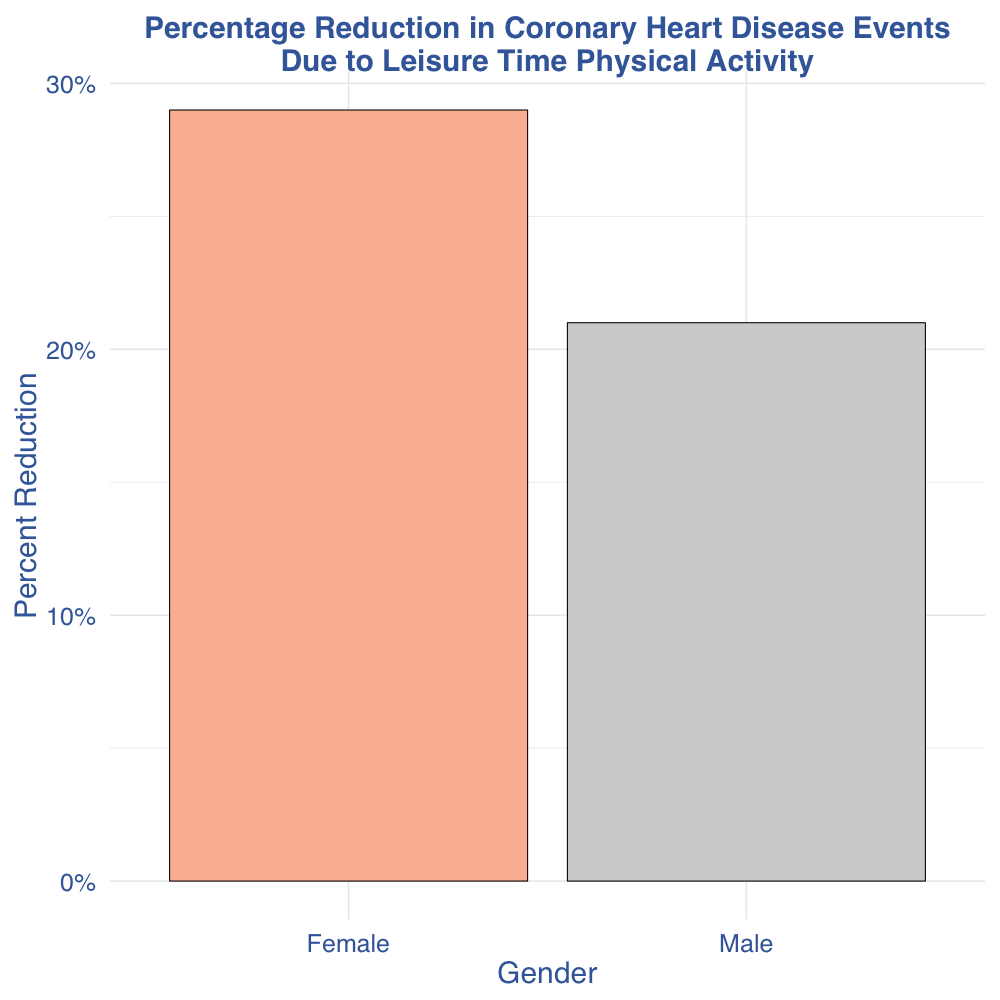 Percentage Reduction in Coronary Heart Disease Events
Due to Leisure Time Physical Activity
30%
20%
10%
0%
Percent Reduction
Female
Male
Gender